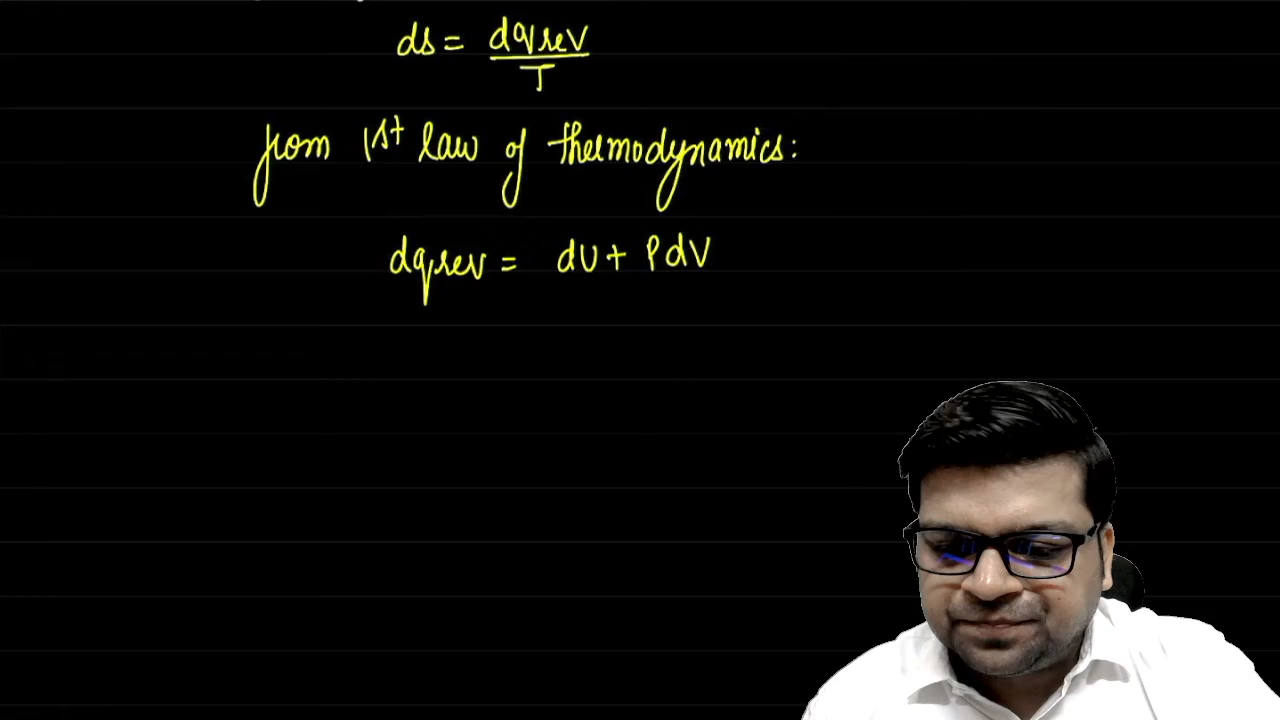 ds = dqrev
T
from 1st law of thermodynamics:
dqrev = dU + PdV